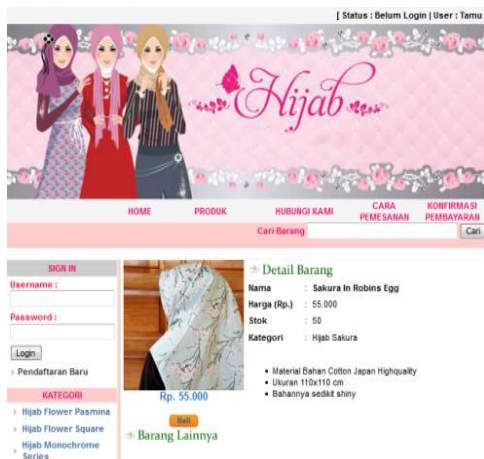 [ Status : Belum Login | User : Tamu
Hijab
HOME PRODUK HUBUNGI KAMI CARA PEMESANAN KONFIRMASI PEMBAYARAN
Cari Barang Cari
SIGN IN
Username :
Password :
Login
Pendaftaran Baru
KATEGORI
Hijab Flower Pasmina
Hijab Flower Square
Hijab Monochrome
Series
Rp. 55.000
Beli
Barang Lainnya
Detail Barang
Nama : Sakura In Robins Egg
Harga (Rp.) : 55.000
Stok : 50
Kategori : Hijab Sakura
• Material Bahan Cotton Japan Highquality
• Ukuran 110x110 cm
• Bahannya sedikit shiny